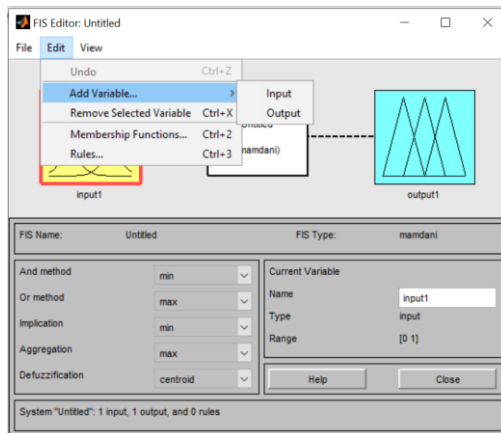 FIS Editor: Untitled
File Edit View
Undo Ctrl+Z
Add Variable... > Input
Remove Selected Variable Ctrl+X Output
Membership Functions... Ctrl+2
Rules... Ctrl+3
(mamdani)
input1 output1
FIS Name: Untitled FIS Type: mamdani
And method min
Or method max
Implication min
Aggregation max
Defuzzification centroid
Current Variable
Name input1
Type input
Range [0 1]
Help Close
System "Untitled": 1 input, 1 output, and 0 rules